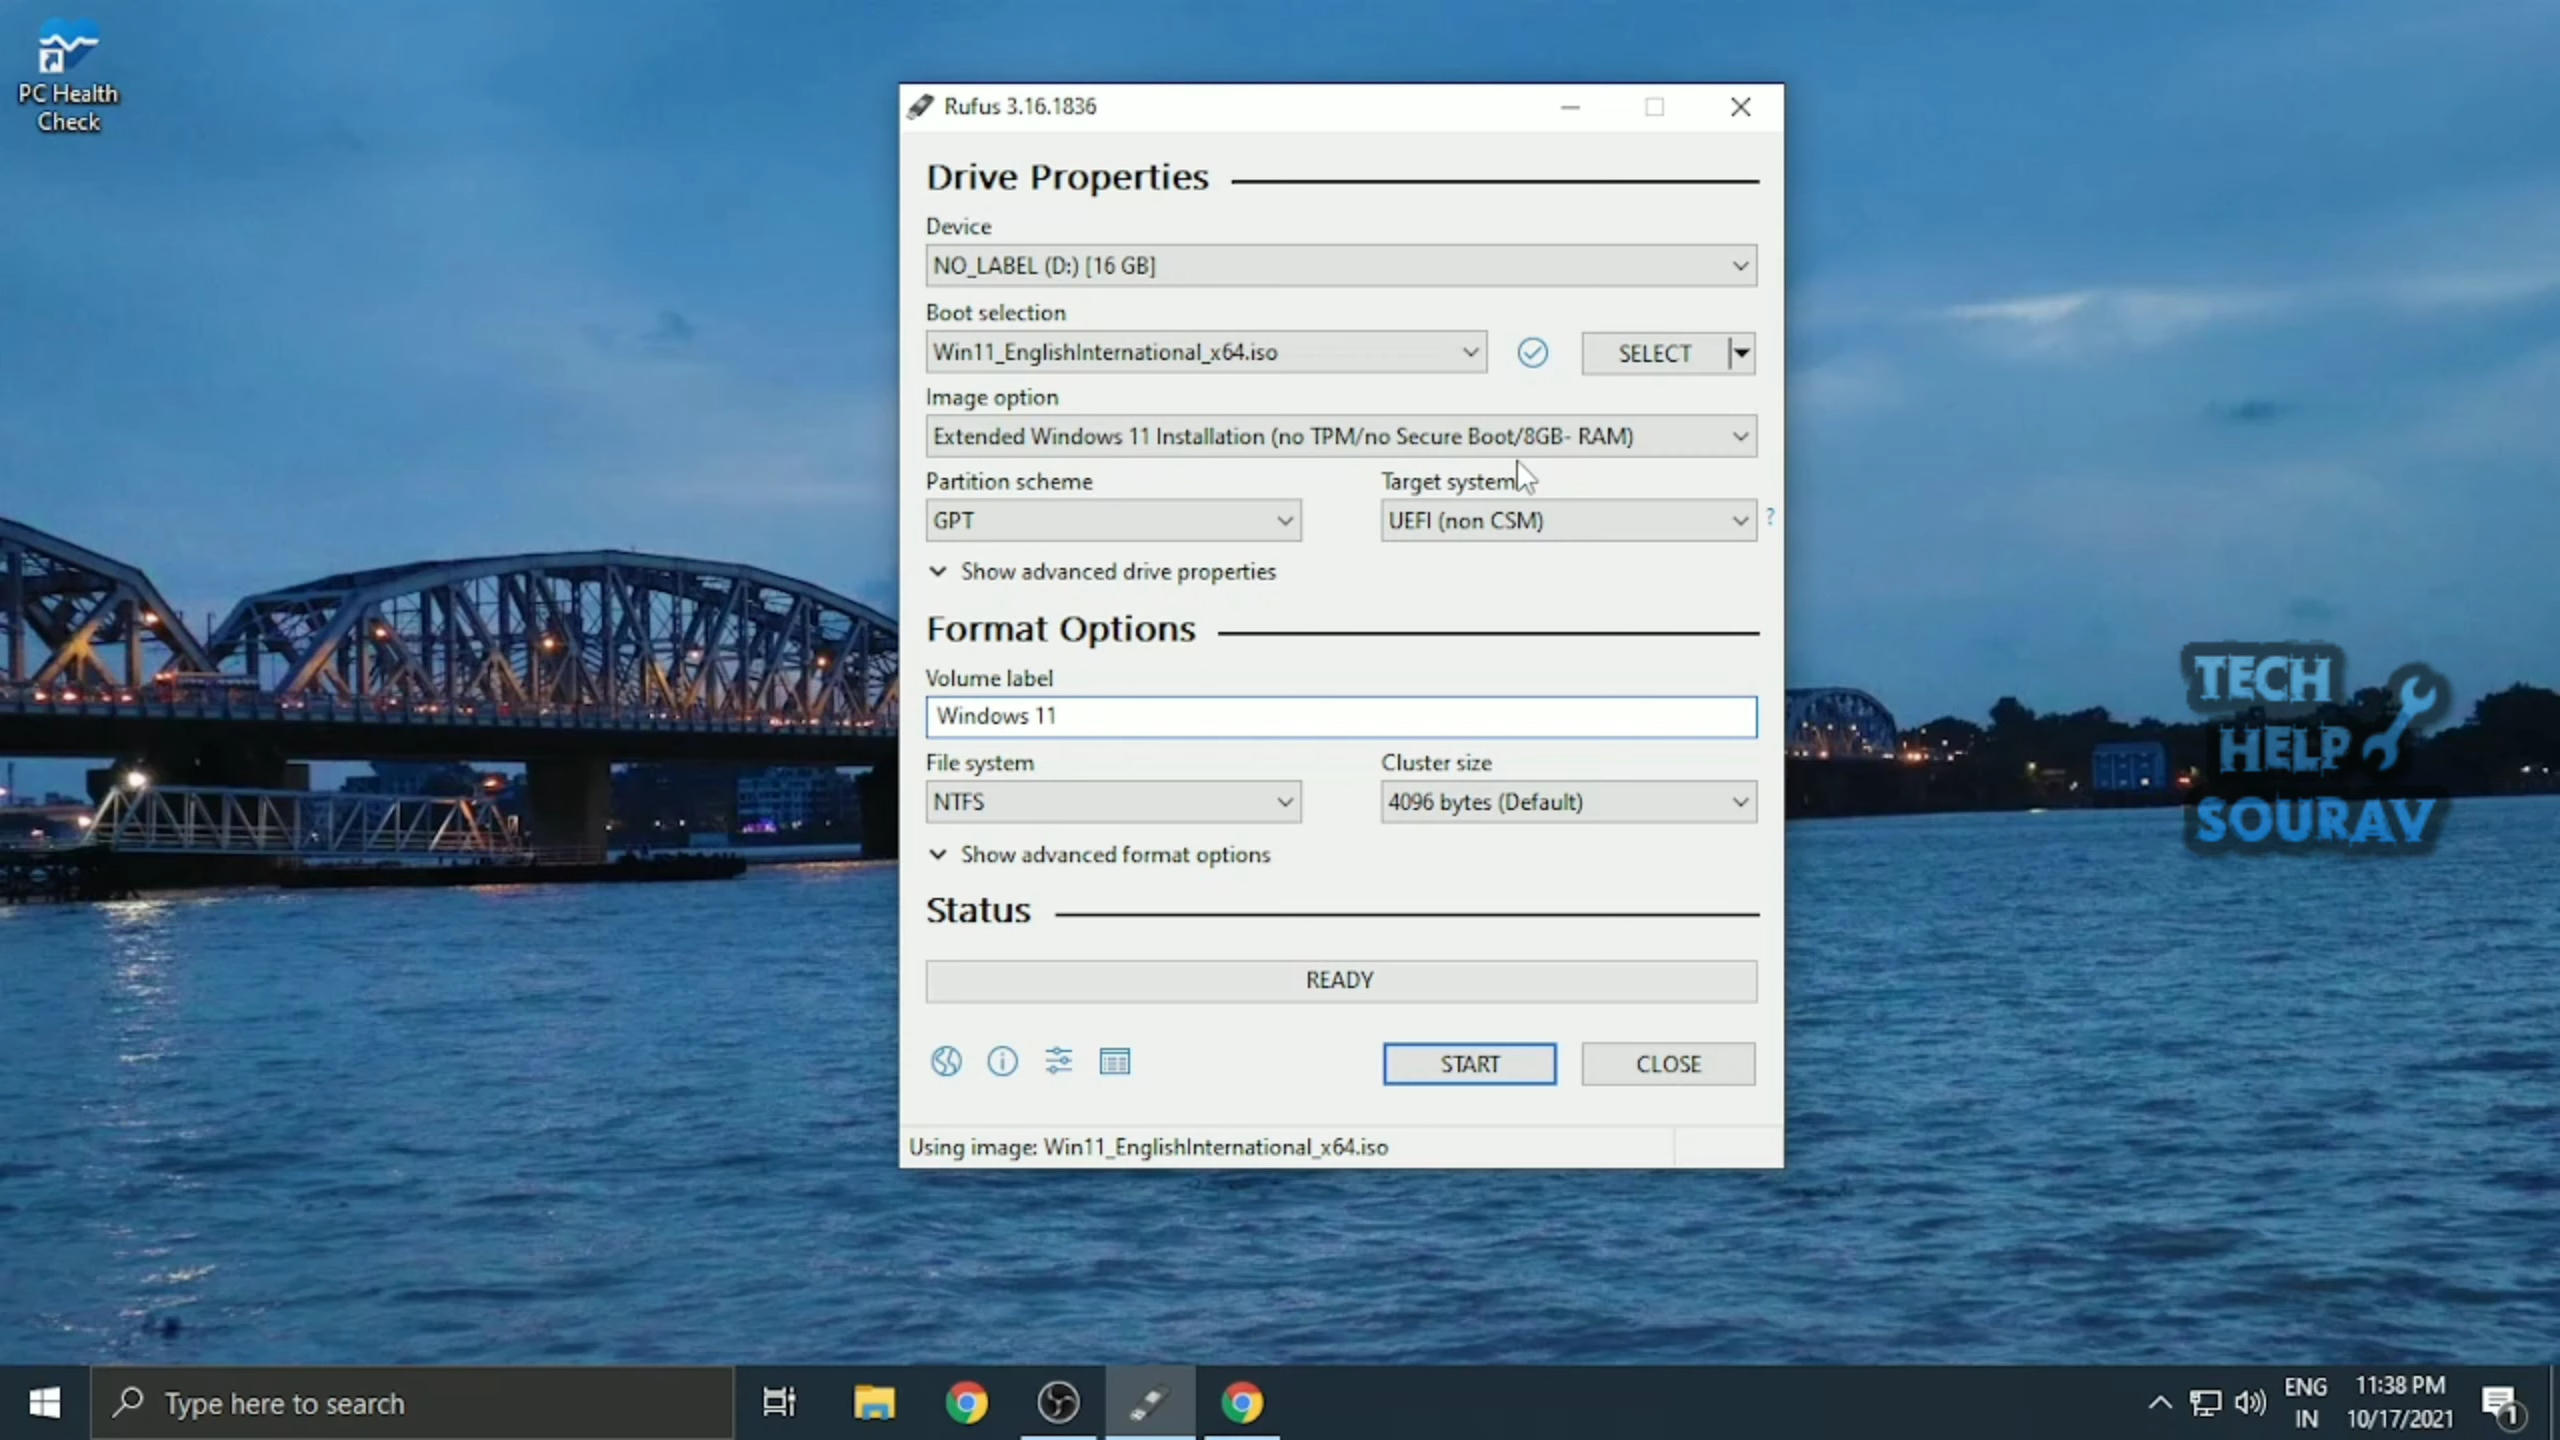 PC Health
Check
Rufus 3.16.1836
Drive Properties
Device
NO_LABEL (D:) [16 GB]
Boot selection
Win11_EnglishInternational_x64.iso
SELECT
Image option
Extended Windows 11 Installation (no TPM/no Secure Boot/8GB- RAM)
Partition scheme
Target system
GPT
UEFI (non CSM)
?
Show advanced drive properties
Format Options
Volume label
Windows 11
File system
Cluster size
NTFS
4096 bytes (Default)
Show advanced format options
Status
READY
START
CLOSE
Using image: Win11_EnglishInternational_x64.iso
TECH
HELP
SOURAV
Type here to search
ENG
IN
11:38 PM
10/17/2021
1